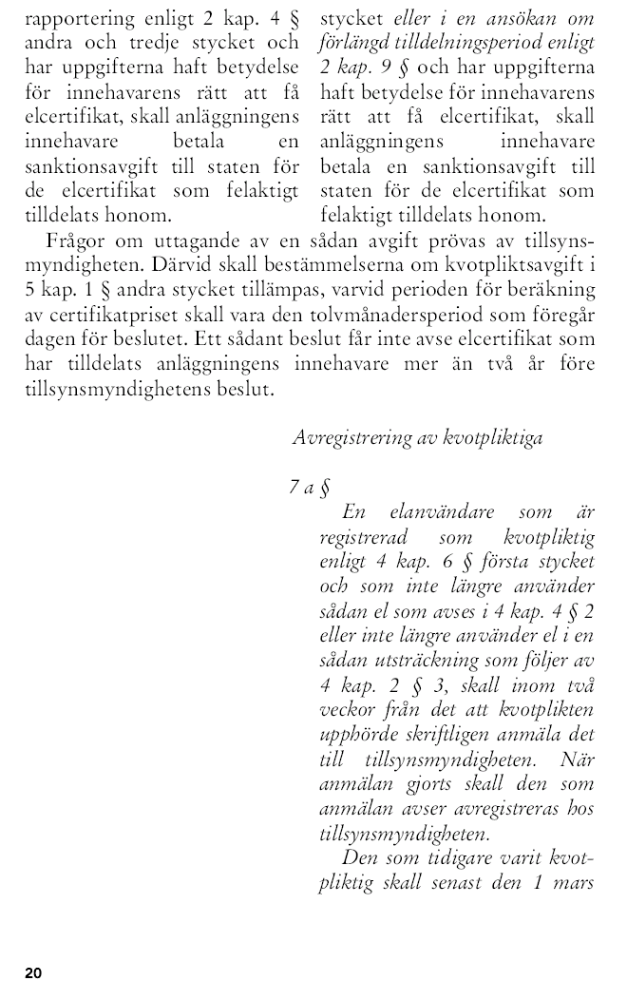 rapportering enligt 2 kap. 4 §
andra och tredje stycket och
har uppgifterna haft betydelse
för innehavarens rätt att få
elcertifikat, skall anläggningens
innehavare betala en
sanktionsavgift till staten för
de elcertifikat som felaktigt
tilldelats honom.
stycket eller i en ansökan om
förlängd tilldelningsperiod enligt
2 kap. 9 § och har uppgifterna
haft betydelse för innehavarens
rätt att få elcertifikat, skall
anläggningens innehavare
betala en sanktionsavgift till
staten för de elcertifikat som
felaktigt tilldelats honom.
Frågor om uttagande av en sådan avgift prövas av tillsyns-
myndigheten. Därvid skall bestämmelserna om kvotpliktsavgift i
5 kap. 1 § andra stycket tillämpas, varvid perioden för beräkning
av certifikatpriset skall vara den tolvmånadersperiod som föregår
dagen för beslutet. Ett sådant beslut får inte avse elcertifikat som
har tilldelats anläggningens innehavare mer än två år före
tillsynsmyndighetens beslut.
Avregistrering av kvotpliktiga
7 a §
En elanvändare som är
registrerad som kvotpliktig
enligt 4 kap. 6 § första stycket
och som inte längre använder
sådan el som avses i 4 kap. 4 § 2
eller inte längre använder el i en
sådan utsträckning som följer av
4 kap. 2 § 3, skall inom två
veckor från det att kvotplikten
upphörde skriftligen anmäla det
till tillsynsmyndigheten. När
anmälan gjorts skall den som
anmälan avser avregistreras hos
tillsynsmyndigheten.
Den som tidigare varit kvot-
pliktig skall senast den 1 mars
20